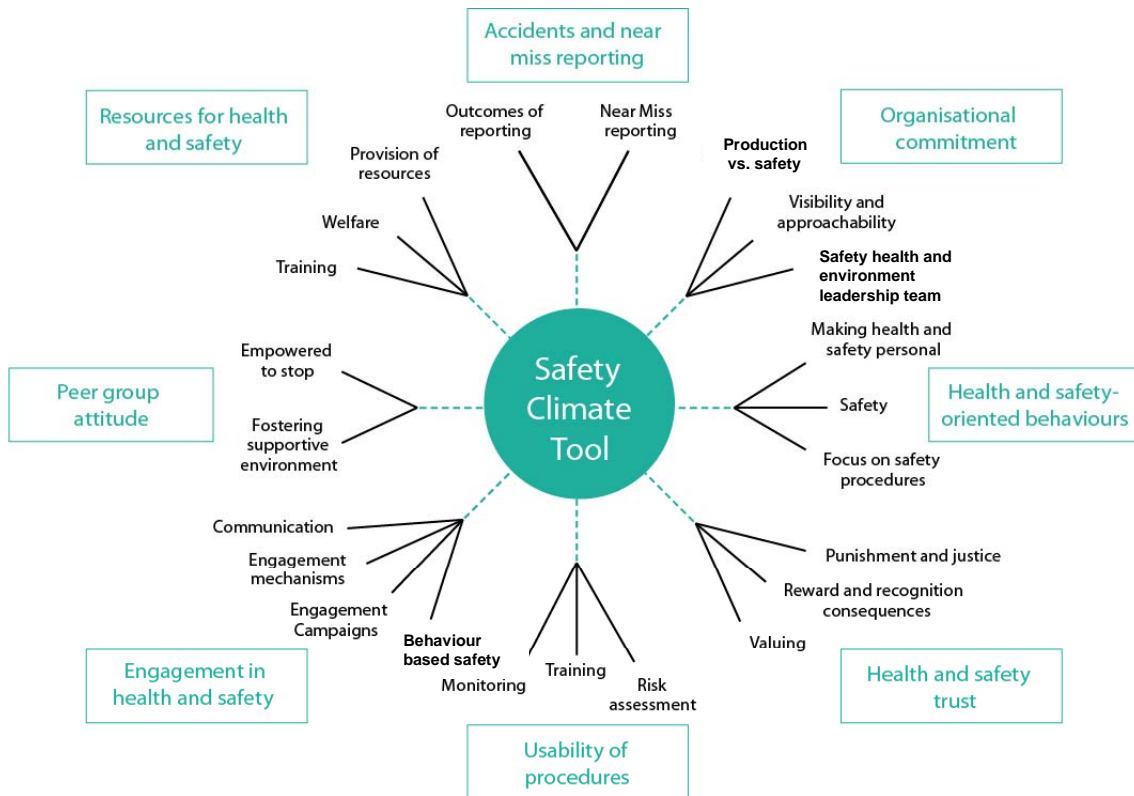 Accidents and near
miss reporting
Resources for health
and safety
Organisational
commitment
Outcomes of
reporting
Near Miss
reporting
Provision of
resources
Welfare
Training
Production
vs. safety
Visibility and
approachability
Safety health and
environment
leadership team
Making health and
safety personal
Safety
Focus on safety
procedures
Health and safety-
oriented behaviours
Safety
Climate
Tool
Peer group
attitude
Empowered
to stop
Fostering
supportive
environment
Communication
Engagement
mechanisms
Engagement
Campaigns
Behaviour
based safety
Engagement in
health and safety
Monitoring
Training
Risk
assessment
Usability of
procedures
Punishment and justice
Reward and recognition
consequences
Valuing
Health and safety
trust